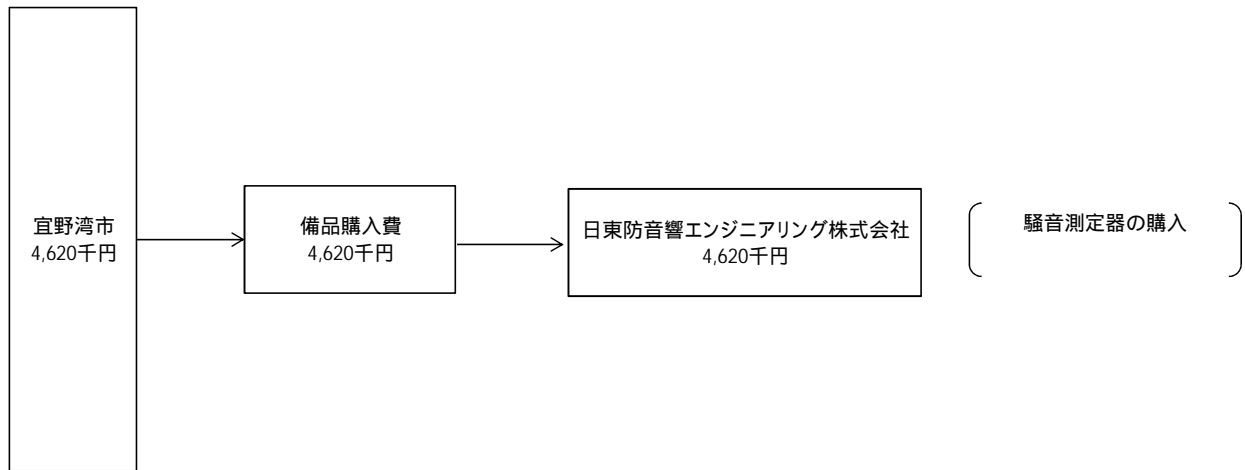 宜野湾市
4,620千円
備品購入費
4,620千円
日東防音響エンジニアリング株式会社
4,620千円
騒音測定器の購入